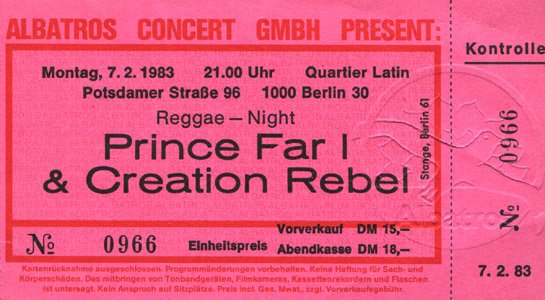 ALBATROS CONCERT GMBH PRESENT:
Montag, 7. 2. 1983 21.00 Uhr Quartier Latin
Potsdamer Straße 96 1000 Berlin 30
Reggae – Night
Prince Far I
& Creation Rebel
Vorverkauf DM 15,–
№ 0966 Einheitspreis Abendkasse DM 18,–
Kartenrücknahme ausgeschlossen. Programmänderungen vorbehalten. Keine Haftung für Sach- und
Körperschäden. Das mitbringen von Tonbandgeräten, Filmkameras, Kassettenrekordern und Flaschen
ist untersagt. Kein Anspruch auf Sitzplätze. Preis incl. Ges. Mwst., zzgl. Vorverkaufsgebühr.
Stange, Berlin 61
Kontrolle
№ 0966
Albatros
7. 2. 83